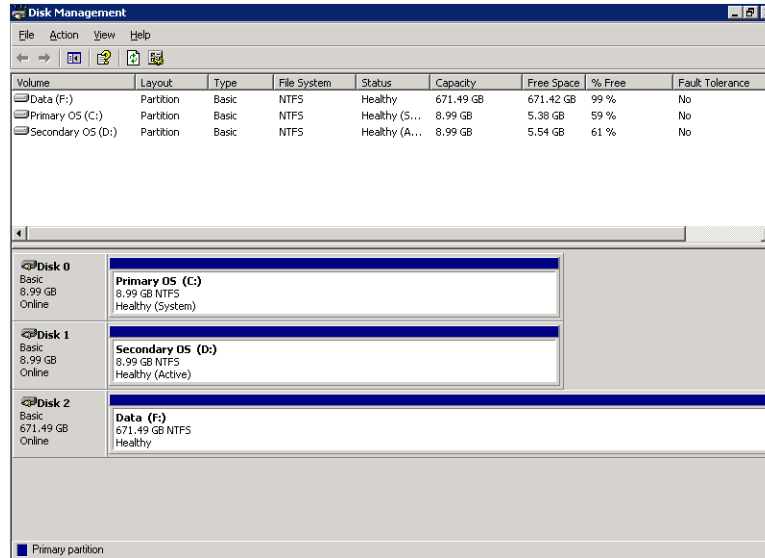 Disk Management
File Action View Help
Volume Layout Type File System Status Capacity Free Space % Free Fault Tolerance
Data (F:) Partition Basic NTFS Healthy 671.49 GB 671.42 GB 99 % No
Primary OS (C:) Partition Basic NTFS Healthy (S... 8.99 GB 5.38 GB 59 % No
Secondary OS (D:) Partition Basic NTFS Healthy (A... 8.99 GB 5.54 GB 61 % No
Disk 0
Basic
8.99 GB
Online
Primary OS (C:)
8.99 GB NTFS
Healthy (System)
Disk 1
Basic
8.99 GB
Online
Secondary OS (D:)
8.99 GB NTFS
Healthy (Active)
Disk 2
Basic
671.49 GB
Online
Data (F:)
671.49 GB NTFS
Healthy
Primary partition